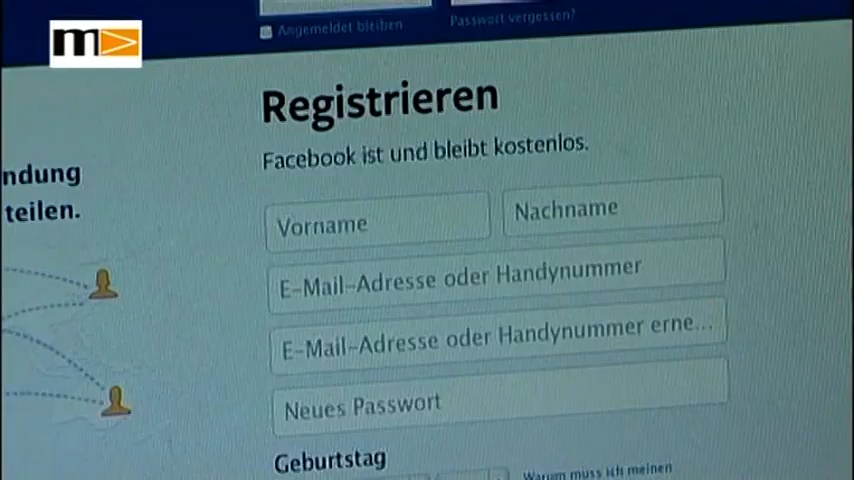 m
Angemeldet bleiben
Passwort vergessen?
Registrieren
Facebook ist und bleibt kostenlos.
ndung
teilen.
Vorname
Nachname
E-Mail-Adresse oder Handynummer
E-Mail-Adresse oder Handynummer erne...
Neues Passwort
Geburtstag
Warum muss ich meinen